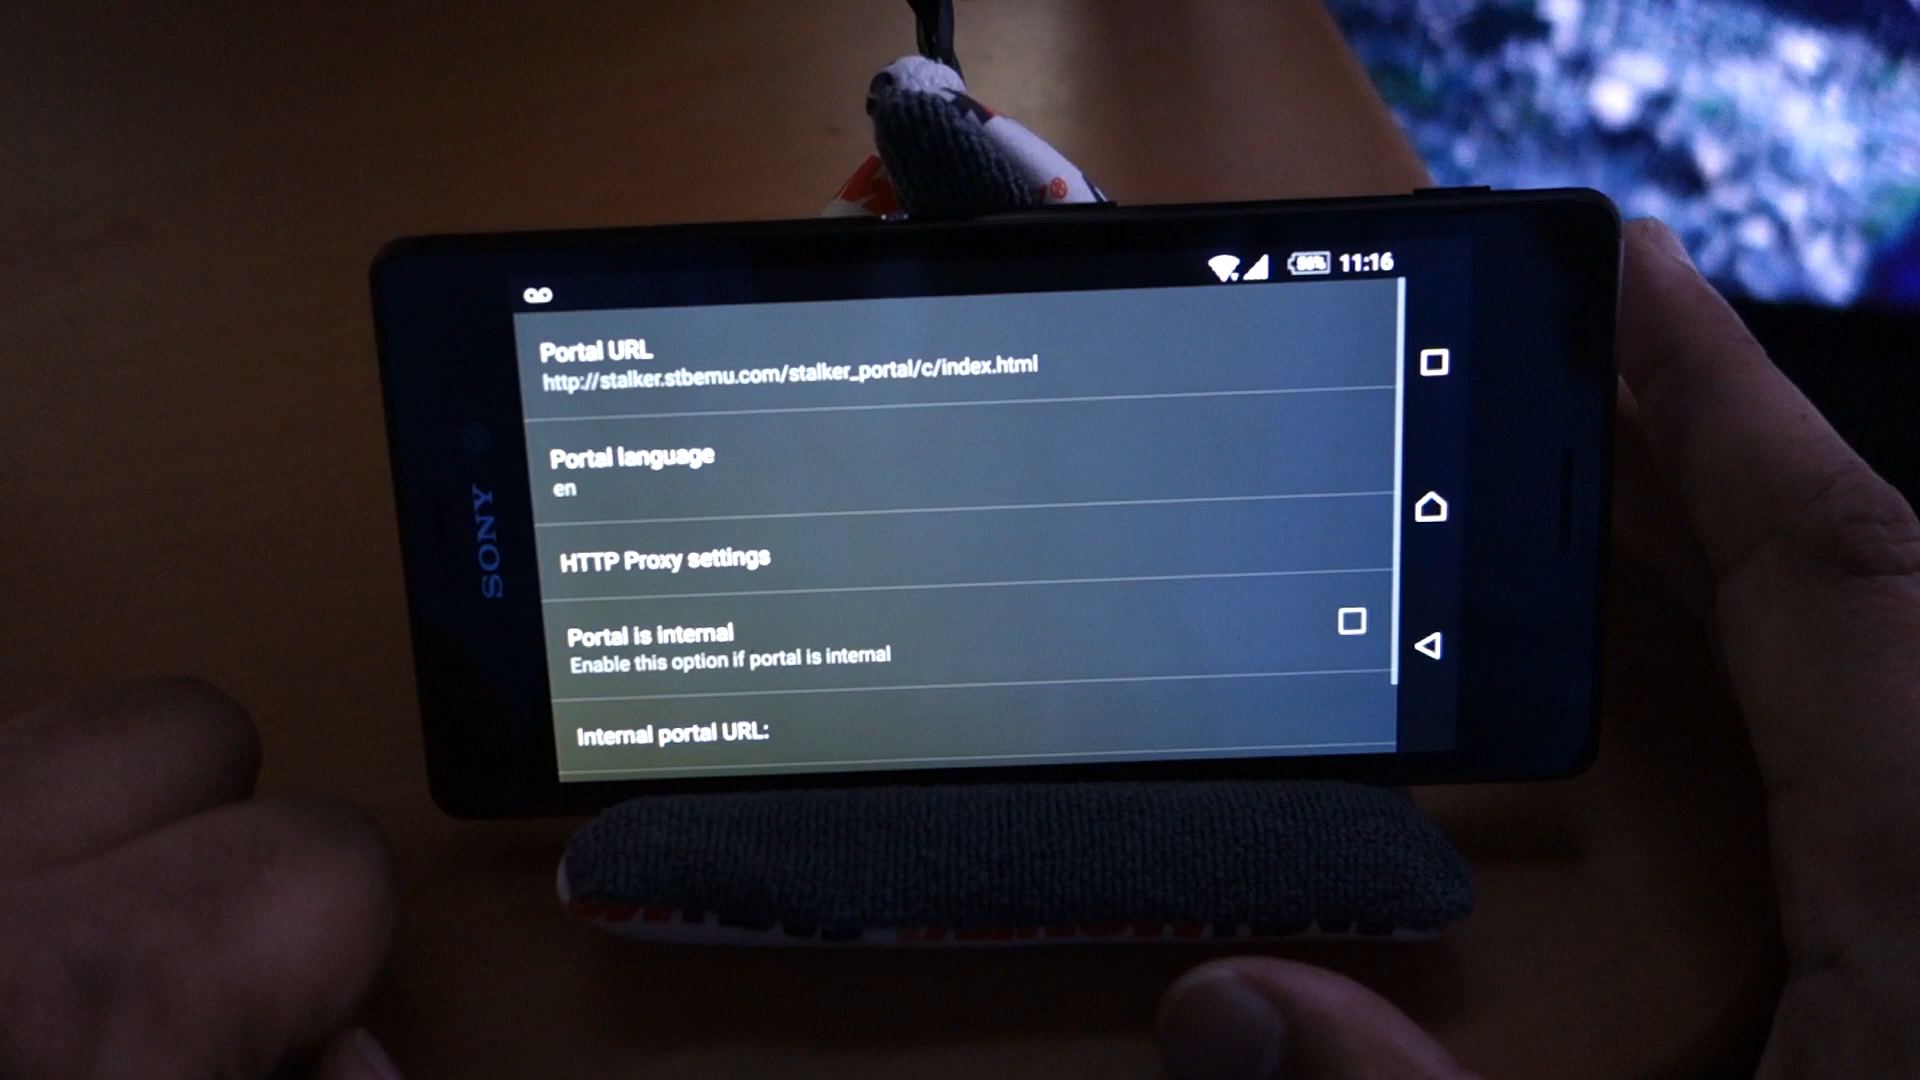 86% 11:16
Portal URL
http://stalker.stbemu.com/stalker_portal/c/index.html
Portal language
en
HTTP Proxy settings
Portal is internal
Enable this option if portal is internal
Internal portal URL:
SONY
®